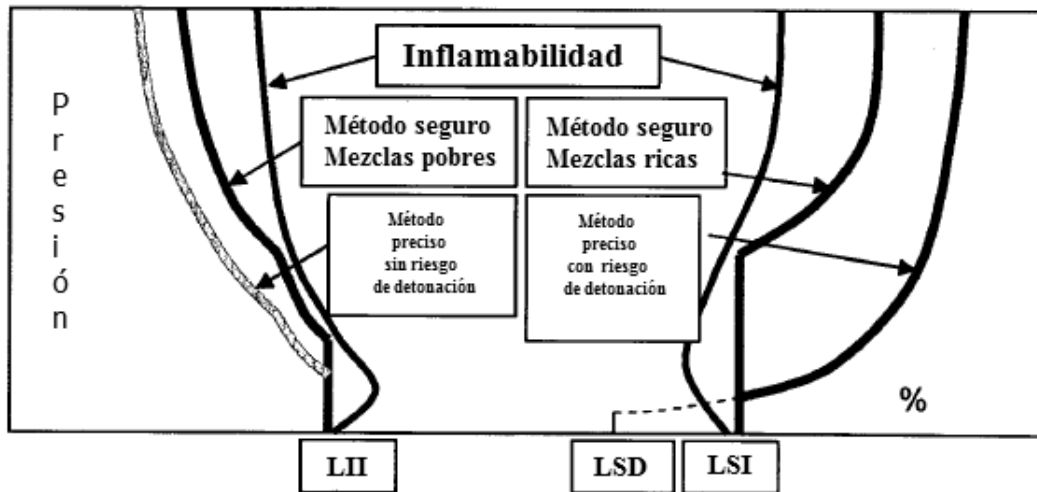 Presión
Inflamabilidad
Método seguro
Mezclas pobres
Método seguro
Mezclas ricas
Método
preciso
sin riesgo
de detonación
Método
preciso
con riesgo
de detonación
%
LII
LSD
LSI